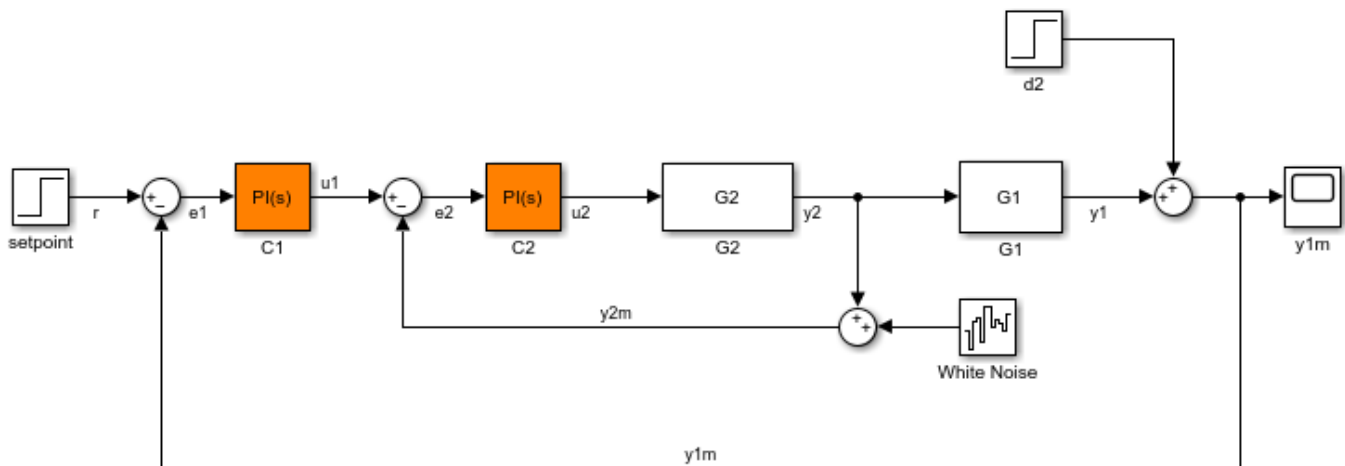 d2
setpoint
r
+
−
e1
PI(s)
C1
u1
+
−
e2
PI(s)
C2
u2
G2
G2
y2
G1
G1
y1
+
+
y1m
y2m
+
+
White Noise
y1m